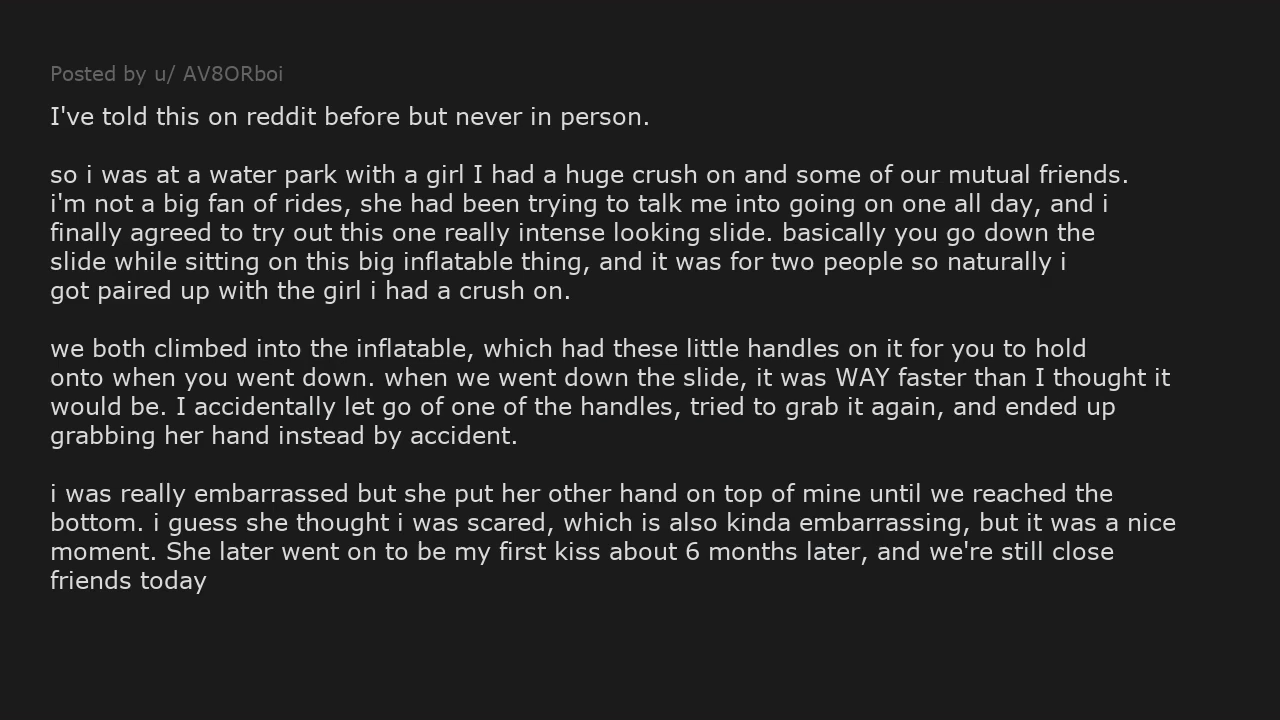 Posted by u/ AV8ORboi
I've told this on reddit before but never in person.
so i was at a water park with a girl I had a huge crush on and some of our mutual friends.
i'm not a big fan of rides, she had been trying to talk me into going on one all day, and i
finally agreed to try out this one really intense looking slide. basically you go down the
slide while sitting on this big inflatable thing, and it was for two people so naturally i
got paired up with the girl i had a crush on.
we both climbed into the inflatable, which had these little handles on it for you to hold
onto when you went down. when we went down the slide, it was WAY faster than I thought it
would be. I accidentally let go of one of the handles, tried to grab it again, and ended up
grabbing her hand instead by accident.
i was really embarrassed but she put her other hand on top of mine until we reached the
bottom. i guess she thought i was scared, which is also kinda embarrassing, but it was a nice
moment. She later went on to be my first kiss about 6 months later, and we're still close
friends today